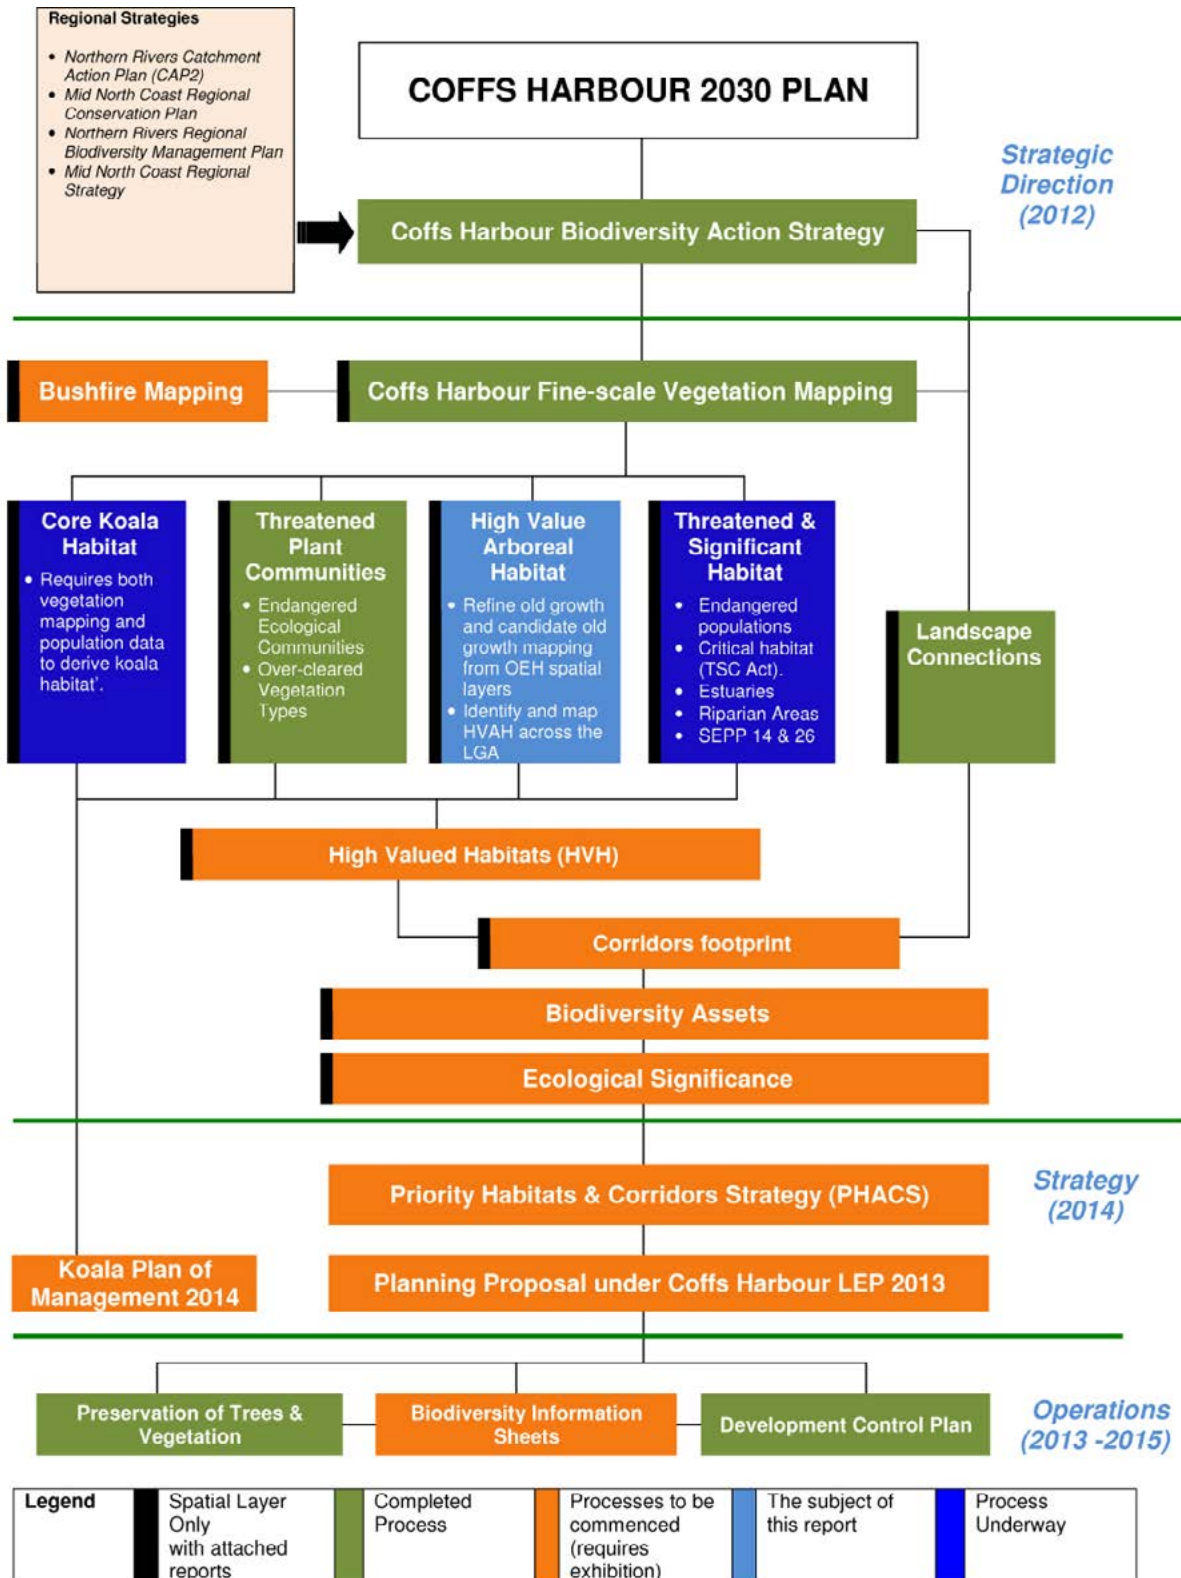 Regional Strategies
• Northern Rivers Catchment
Action Plan (CAP2)
• Mid North Coast Regional
Conservation Plan
• Northern Rivers Regional
Biodiversity Management Plan
• Mid North Coast Regional
Strategy
COFFS HARBOUR 2030 PLAN
Strategic
Direction
(2012)
Coffs Harbour Biodiversity Action Strategy
Bushfire Mapping
Coffs Harbour Fine-scale Vegetation Mapping
Core Koala
Habitat
• Requires both
vegetation
mapping and
population data
to derive koala
habitat'.
Threatened
Plant
Communities
• Endangered
Ecological
Communities
• Over-cleared
Vegetation
Types
High Value
Arboreal
Habitat
• Refine old growth
and candidate old
growth mapping
from OEH spatial
layers
• Identify and map
HVAH across the
LGA
Threatened &
Significant
Habitat
• Endangered
populations
• Critical habitat
(TSC Act).
• Estuaries
• Riparian Areas
• SEPP 14 & 26
Landscape
Connections
High Valued Habitats (HVH)
Corridors footprint
Biodiversity Assets
Ecological Significance
Priority Habitats & Corridors Strategy (PHACS)
Strategy
(2014)
Koala Plan of
Management 2014
Planning Proposal under Coffs Harbour LEP 2013
Preservation of Trees &
Vegetation
Biodiversity Information
Sheets
Development Control Plan
Operations
(2013 -2015)
Legend
Spatial Layer
Only
with attached
reports
Completed
Process
Processes to be
commenced
(requires
exhibition)
The subject of
this report
Process
Underway